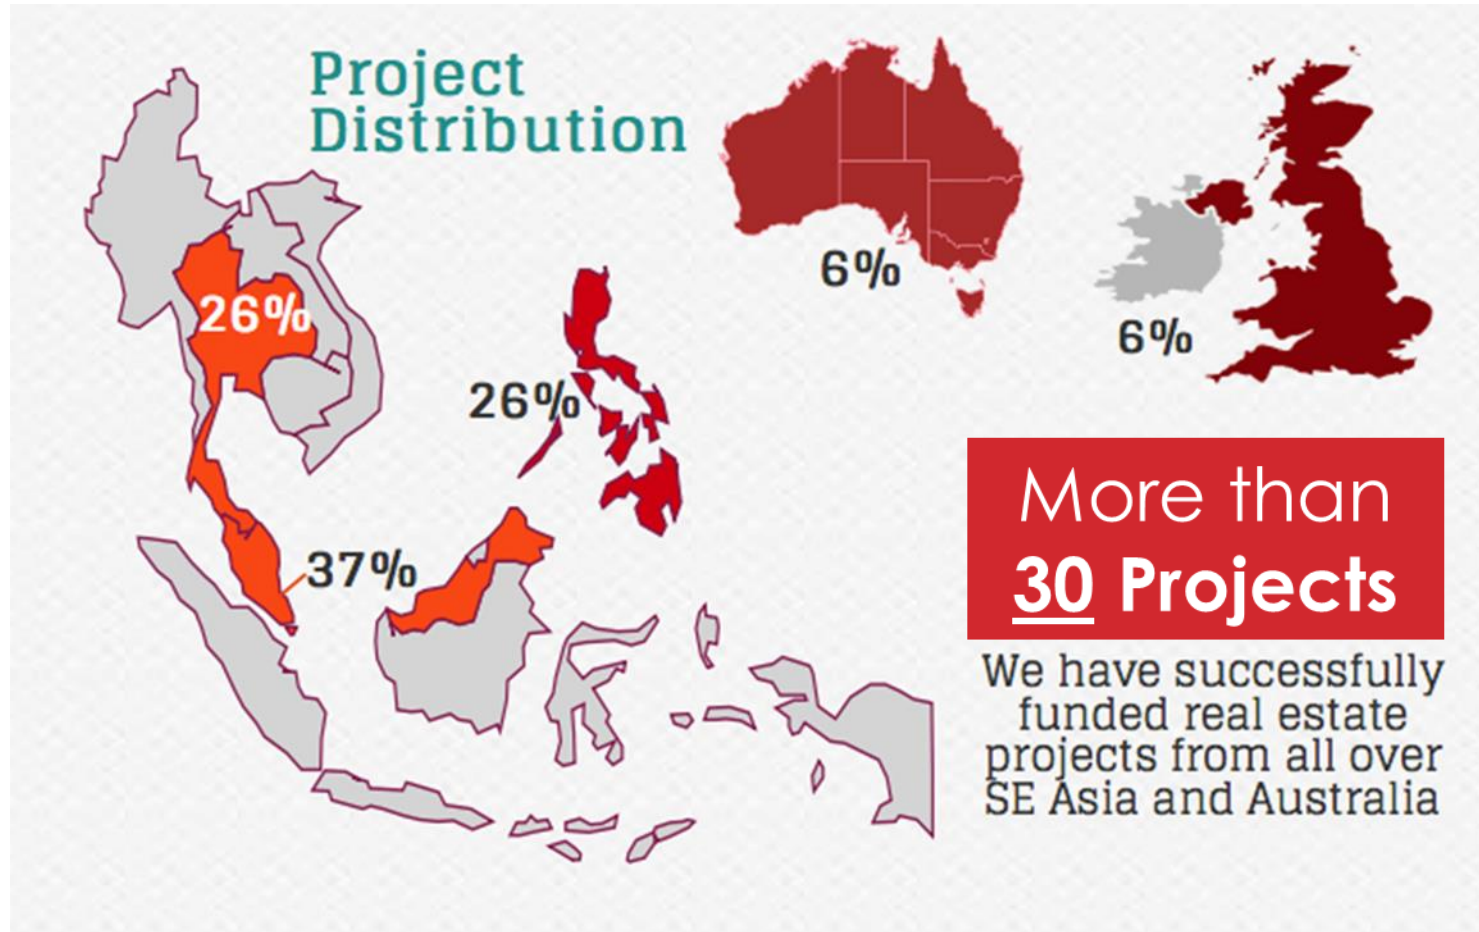 Project
Distribution
6%
6%
26%
26%
37%
More than
30 Projects
We have successfully
funded real estate
projects from all over
SE Asia and Australia